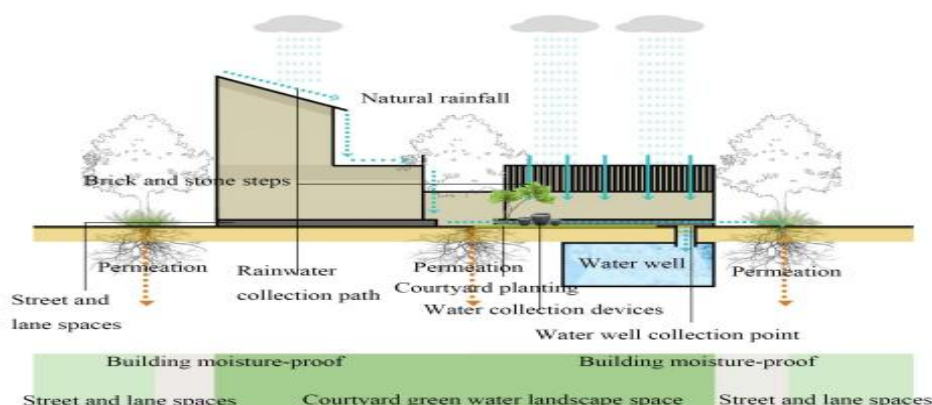 Natural rainfall
Brick and stone steps
Permeation
Rainwater
collection path
Permeation
Water well
Permeation
Street and
lane spaces
Courtyard planting
Water collection devices
Water well collection point
Building moisture-proof
Building moisture-proof
Street and lane spaces
Courtyard green water landscape space
Street and lane spaces